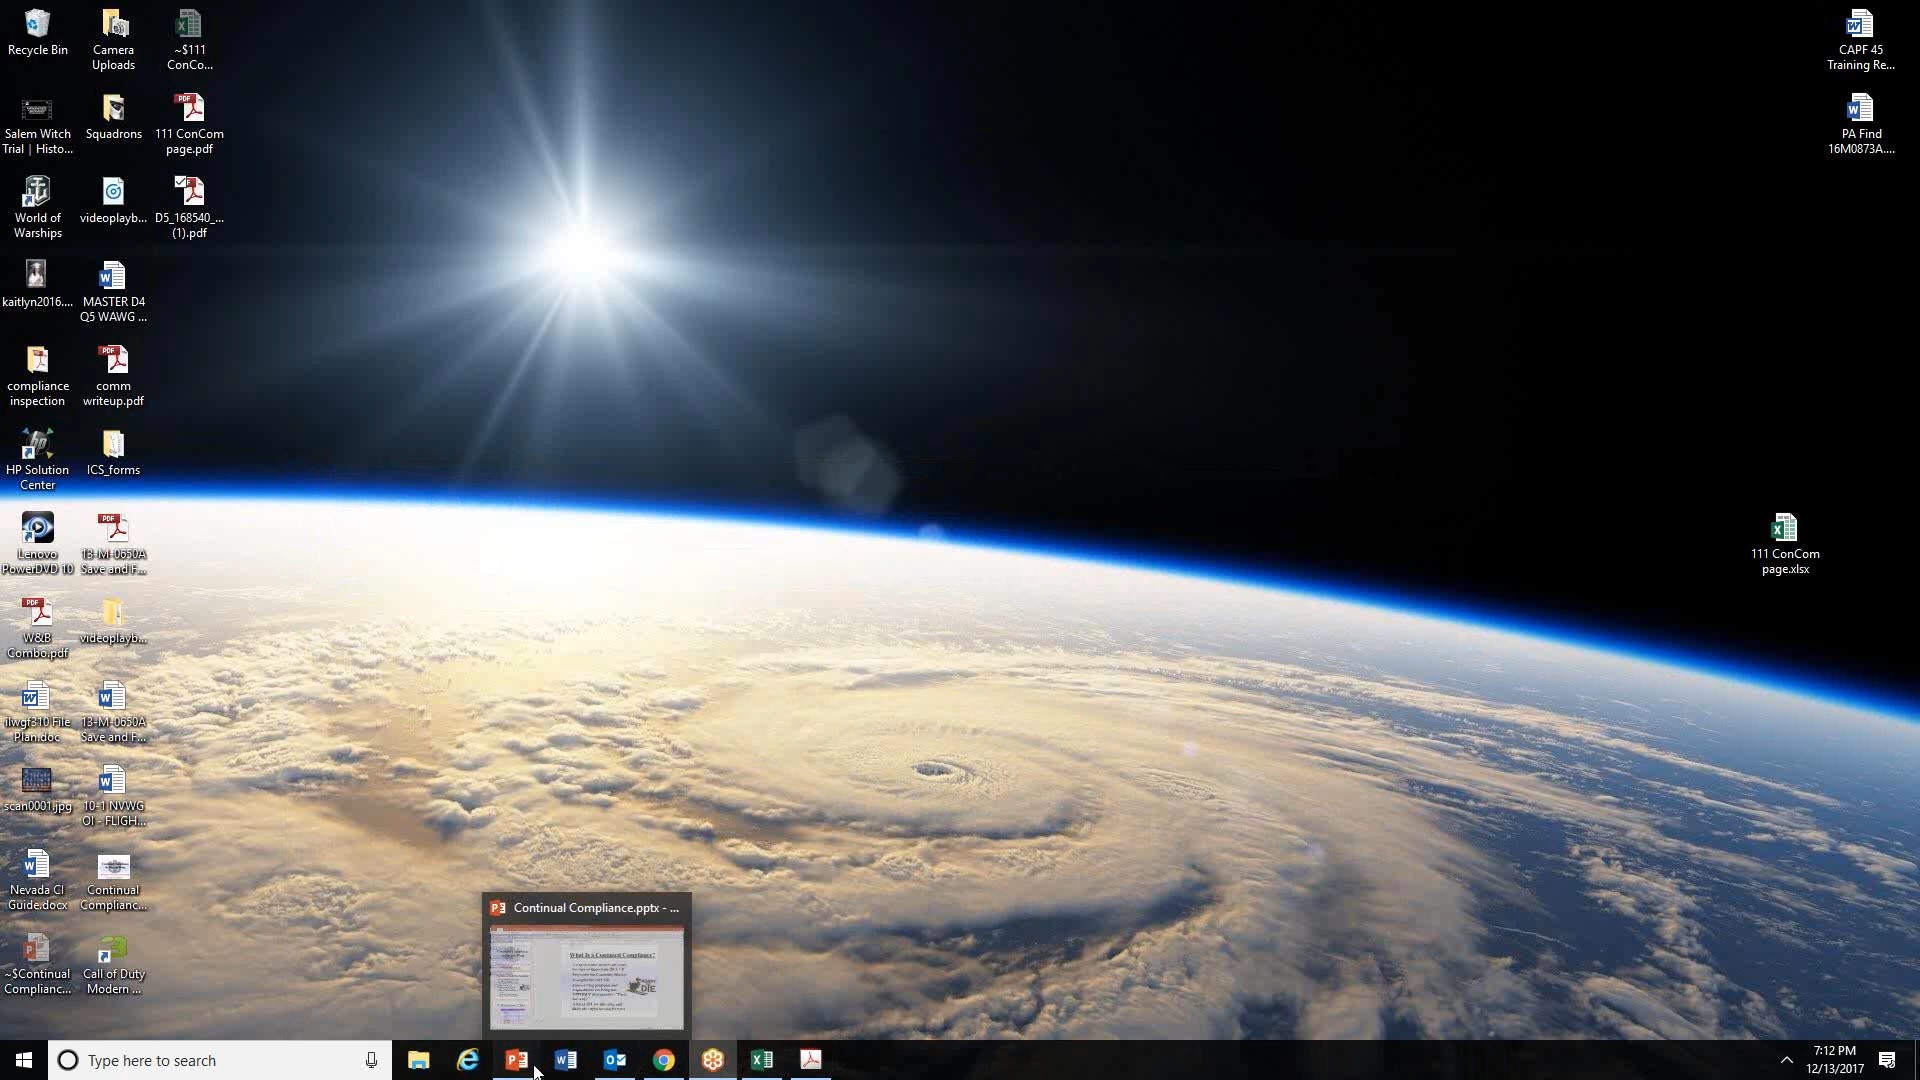 Recycle Bin
Camera
Uploads
~$111
ConCo...
Salem Witch
Trial | Histo...
Squadrons
111 ConCom
page.pdf
World of
Warships
videoplayb...
D5_168540_...
(1).pdf
kaitlyn2016....
MASTER D4
Q5 WAWG ...
compliance
inspection
comm
writeup.pdf
HP Solution
Center
ICS_forms
Lenovo
PowerDVD 10
13-M-0650A
Save and F...
W&B
Combo.pdf
videoplayb...
ilwgf310 File
Plan.doc
13-M-0650A
Save and F...
scan0001.jpg
10-1 NVWG
OI - FLIGH...
Nevada CI
Guide.docx
Continual
Complianc...
~$Continual
Complianc...
Call of Duty
Modern ...
CAPF 45
Training Re...
PA Find
16M0873A....
111 ConCom
page.xlsx
Continual Compliance.pptx - ...
What Is a Continual Compliance?
DIE
Type here to search
7:12 PM
12/13/2017